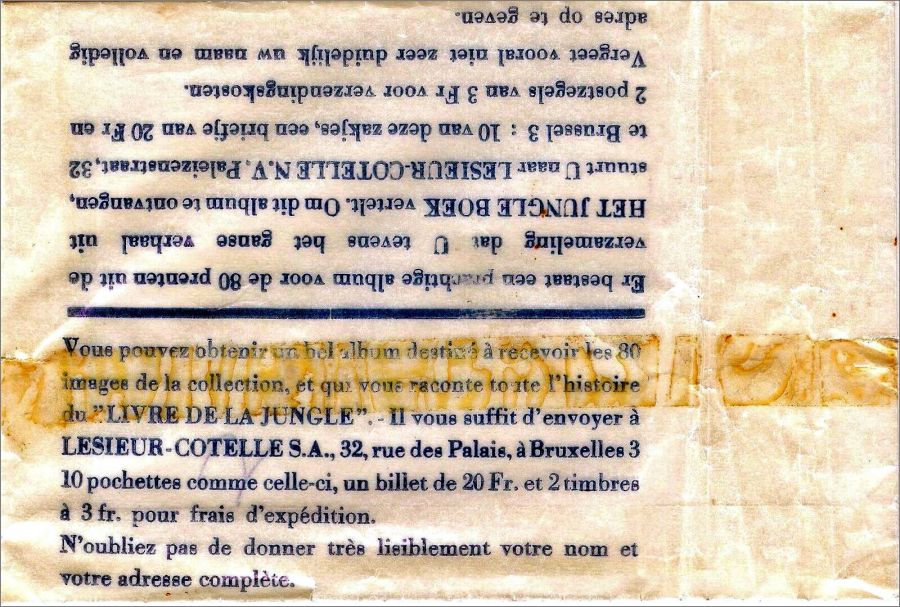 Er bestaat een prachtige album voor de 80 prenten uit de
verzameling dat U tevens het ganse verhaal uit
HET JUNGLE BOEK vertelt. Om dit album te ontvangen,
stuurt U naar LESIEUR-COTELLE N.V. Paleizenstraat, 32
te Brussel 3 : 10 van deze zakjes, een briefje van 20 Fr en
2 postzegels van 3 Fr voor verzendingskosten.
Vergeet vooral niet zeer duidelijk uw naam en volledig
adres op te geven.
Vous pouvez obtenir un bel album destiné à recevoir les 80
images de la collection, et qui vous raconte toute l'histoire
du "LIVRE DE LA JUNGLE". - Il vous suffit d'envoyer à
LESIEUR-COTELLE S.A., 32, rue des Palais, à Bruxelles 3
10 pochettes comme celle-ci, un billet de 20 Fr. et 2 timbres
à 3 fr. pour frais d'expédition.
N'oubliez pas de donner très lisiblement votre nom et
votre adresse complète.